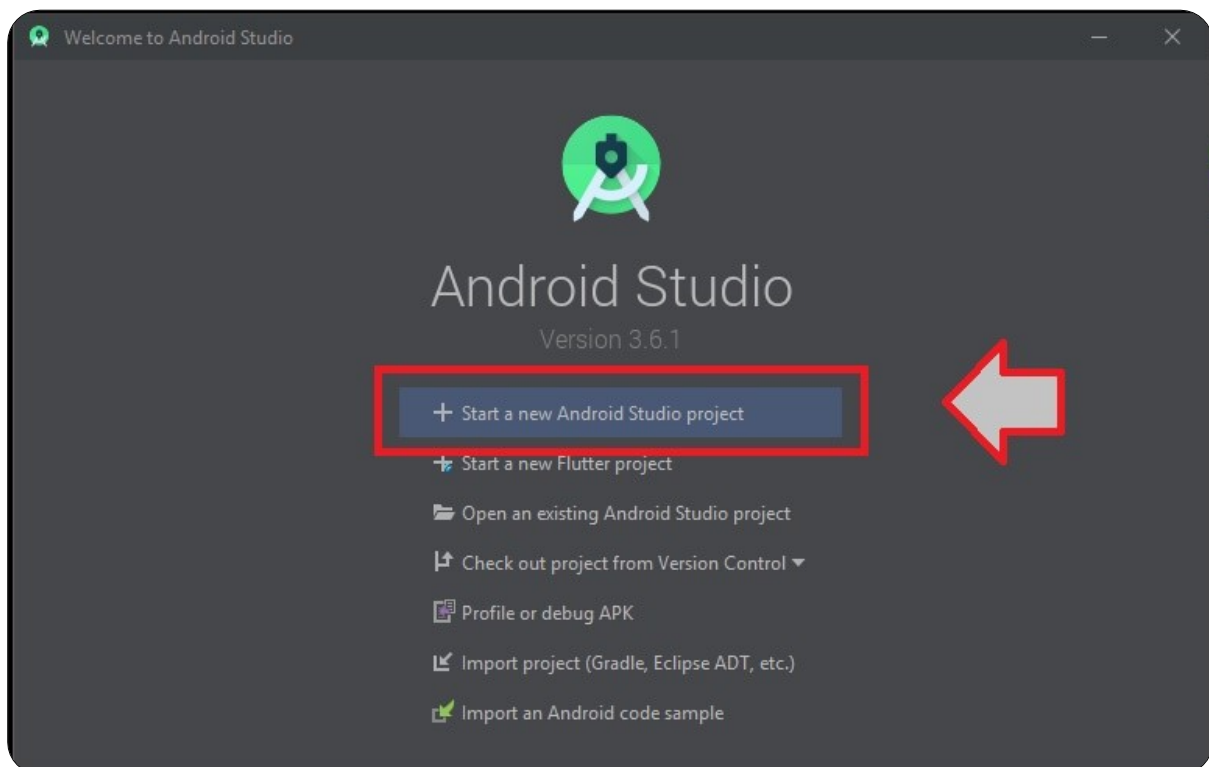 Welcome to Android Studio
Android Studio
Version 3.6.1
Start a new Android Studio project
Start a new Flutter project
Open an existing Android Studio project
Check out project from Version Control
Profile or debug APK
Import project (Gradle, Eclipse ADT, etc.)
Import an Android code sample